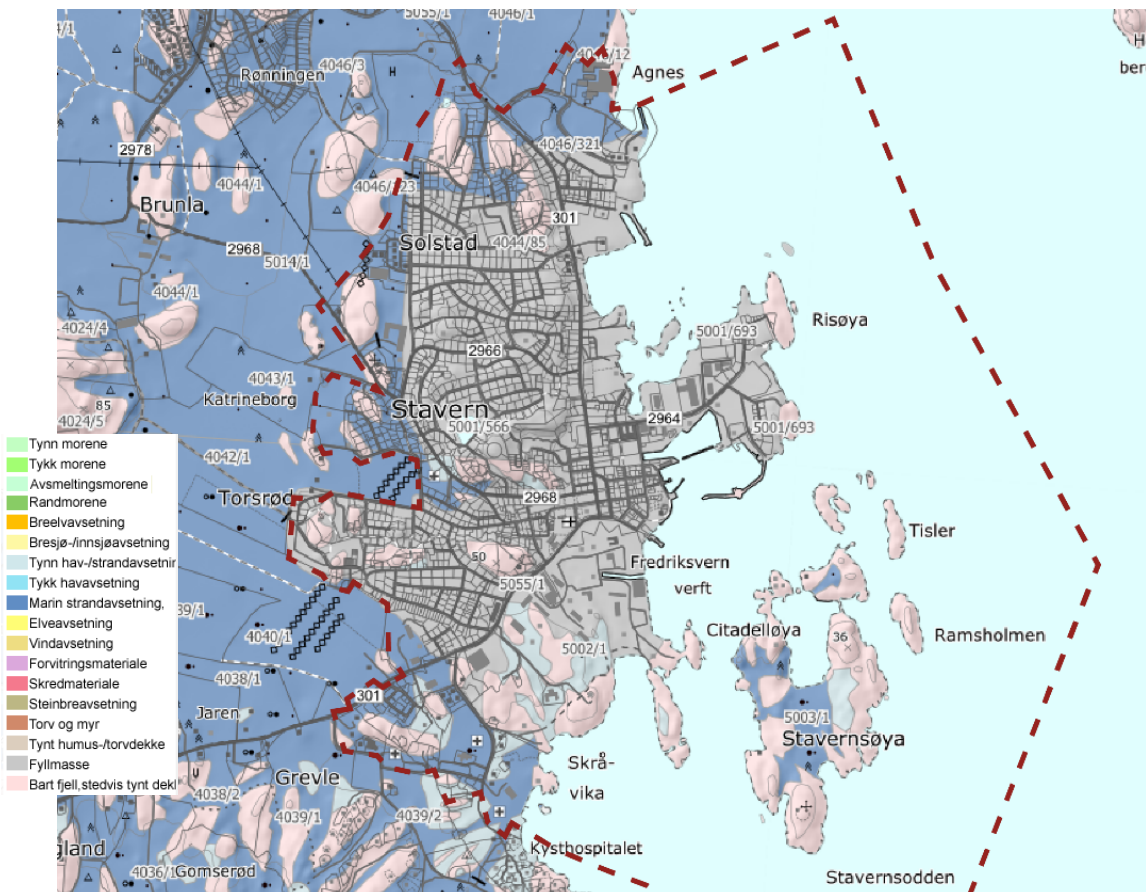 5055/1
4046/1
4/1
4046/12
H
Rønningen
4046/3
H
Agnes
ber
2978
4046/321
4044/1
4046/323
Brunla
301
2968
Solstad
4044/85
5014/1
4044/1
Risøya
4024/4
5001/693
2966
4043/1
Katrineborg
85
Stavern
4024/5
5001/566
2964
5001/693
Tynn morene
Tykk morene
Avsmeltingsmorene
Randmorene
Breelvavsetning
Bresjø-/innsjøavsetning
Tynn hav-/strandavsetnir
Tykk havavsetning
Marin strandavsetning,
Elveavsetning
Vindavsetning
Forvitringsmateriale
Skredmateriale
Steinbreavsetning
Torv og myr
Tynt humus-/torvdekke
Fyllmasse
Bart fjell,stedvis tynt dekl
4042/1
Torsrød
2968
Tisler
50
Fredriksvern
verft
5055/1
39/1
4040/1
Citadelløya
36
Ramsholmen
5002/1
4038/1
301
Jaren
5003/1
Stavernsøya
Skrå-
vika
Grevle
4038/2
4039/1
4039/2
gland
Kysthospitalet
4036/1
Gomserød
Stavernsodden